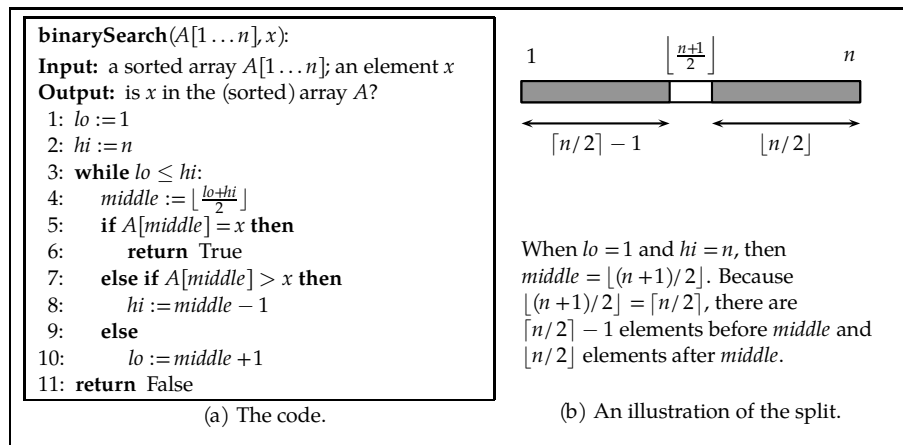 binarySearch(A[1 . . . n], x):
Input: a sorted array A[1 . . . n]; an element x
Output: is x in the (sorted) array A?
1: lo := 1
2: hi := n
3: while lo ≤ hi:
4: middle := ⌊(lo+hi)/2⌋
5: if A[middle] = x then
6: return True
7: else if A[middle] > x then
8: hi := middle − 1
9: else
10: lo := middle + 1
11: return False
(a) The code.
1 ⌊(n+1)/2⌋ n
⌈n/2⌉ − 1 ⌊n/2⌋
When lo = 1 and hi = n, then
middle = ⌊(n + 1)/2⌋. Because
⌊(n + 1)/2⌋ = ⌈n/2⌉, there are
⌈n/2⌉ − 1 elements before middle and
⌊n/2⌋ elements after middle.
(b) An illustration of the split.